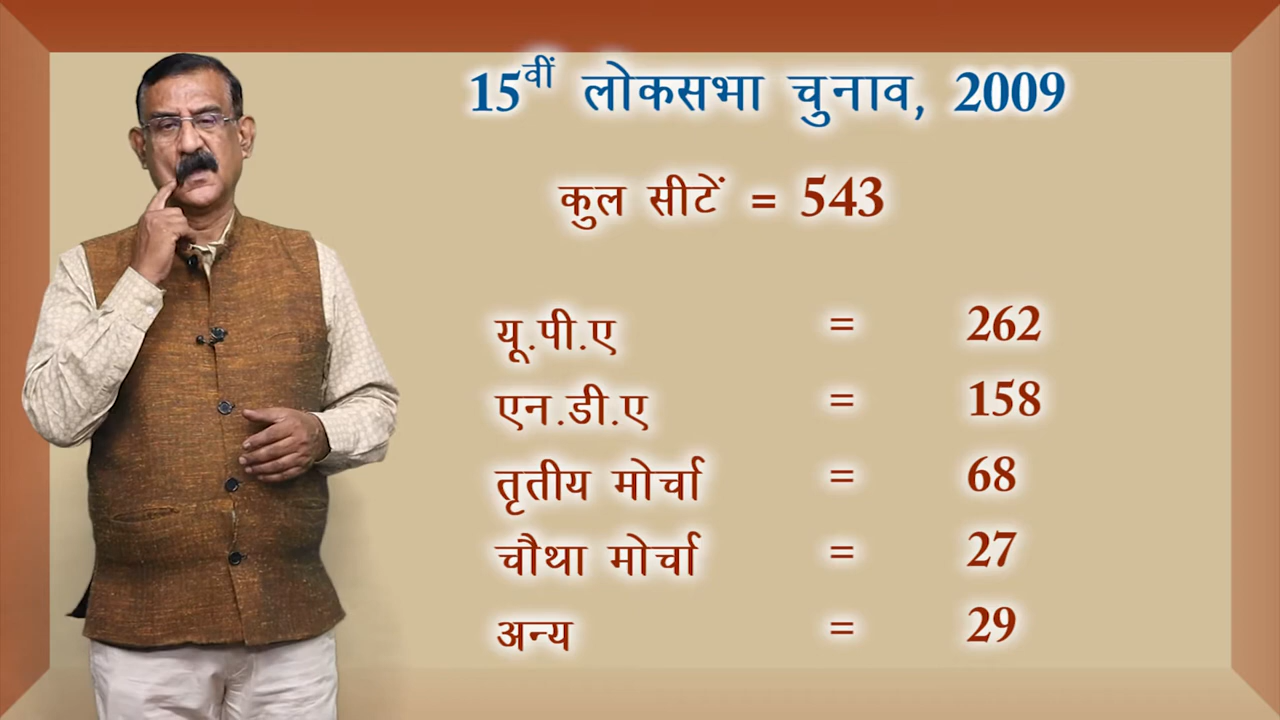 15वीं लोकसभा चुनाव, 2009
कुल सीटें = 543
यू.पी.ए = 262
एन.डी.ए = 158
तृतीय मोर्चा = 68
चौथा मोर्चा = 27
अन्य = 29